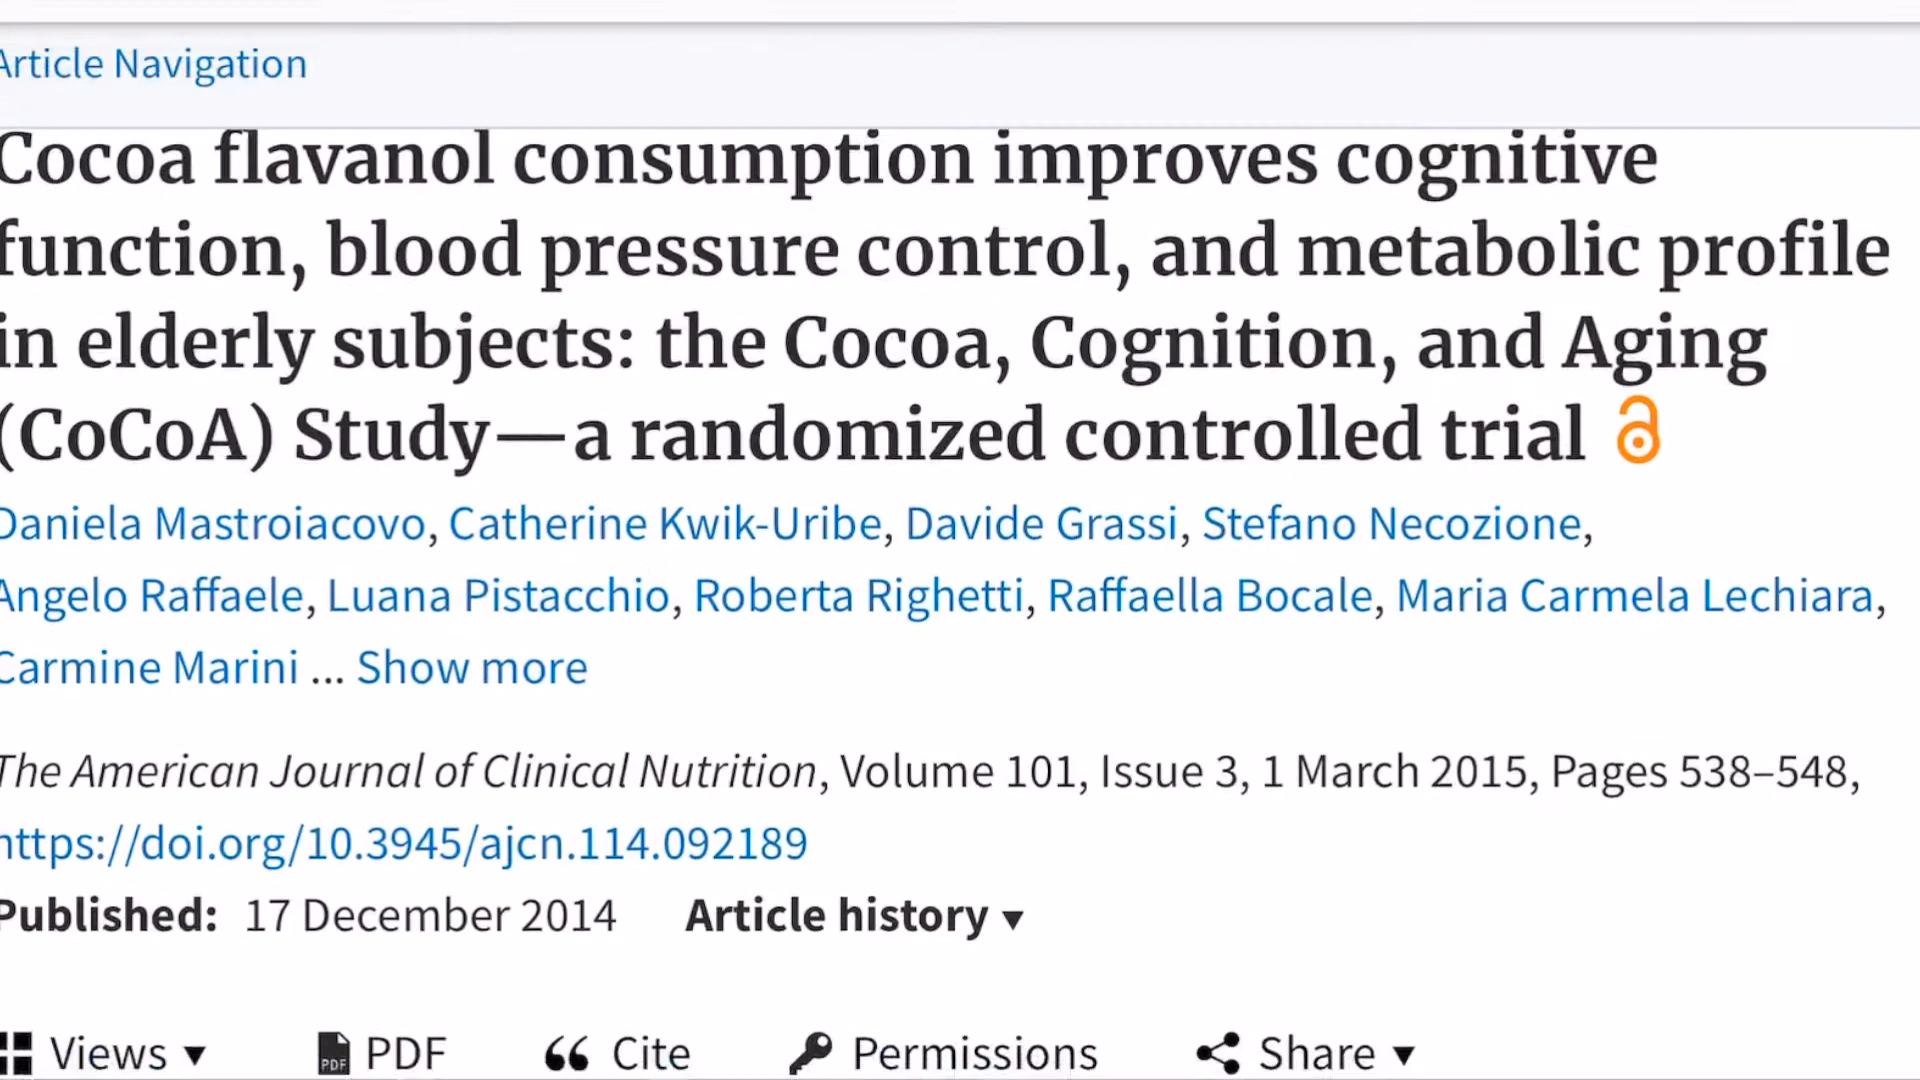 Article Navigation
Cocoa flavanol consumption improves cognitive
function, blood pressure control, and metabolic profile
in elderly subjects: the Cocoa, Cognition, and Aging
(CoCoA) Study—a randomized controlled trial
Daniela Mastroiacovo, Catherine Kwik-Uribe, Davide Grassi, Stefano Necozione,
Angelo Raffaele, Luana Pistacchio, Roberta Righetti, Raffaella Bocale, Maria Carmela Lechiara,
Carmine Marini ... Show more
The American Journal of Clinical Nutrition, Volume 101, Issue 3, 1 March 2015, Pages 538–548,
https://doi.org/10.3945/ajcn.114.092189
Published: 17 December 2014 Article history ▼
Views ▼ PDF PDF Cite Permissions Share ▼